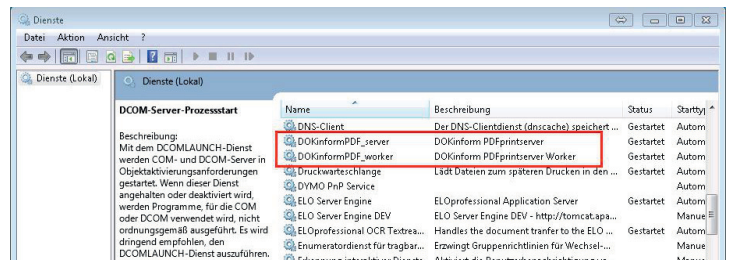 Dienste
Datei Aktion Ansicht ?
Dienste (Lokal)
Dienste (Lokal)
DCOM-Server-Prozessstart
Beschreibung:
Mit dem DCOMLAUNCH-Dienst
werden COM- und DCOM-Server in
Objektaktivierungsanforderungen
gestartet. Wenn dieser Dienst
angehalten oder deaktiviert wird,
werden Programme, für die COM
oder DCOM verwendet wird, nicht
ordnungsgemäß ausgeführt. Es wird
dringend empfohlen, den
DCOMLAUNCH-Dienst auszuführen.
Name Beschreibung Status Starttyp
DNS-Client Der DNS-Clientdienst (dnscache) speichert ... Gestartet Autom
DOKinformPDF_server DOKinform PDFprintserver Gestartet Autom
DOKinformPDF_worker DOKinform PDFprintserver Worker Gestartet Autom
Druckwarteschlange Lädt Dateien zum späteren Drucken in den ... Gestartet Autom
DYMO PnP Service Autom
ELO Server Engine ELOprofessional Application Server Gestartet Autom
ELO Server Engine DEV ELO Server Engine DEV - http://tomcat.apa... Manue
ELOprofessional OCR Textrea... Handles the document tranfer to the ELO ... Gestartet Autom
Enumeratordienst für tragbar... Erzwingt Gruppenrichtlinien für Wechsel-... Manue